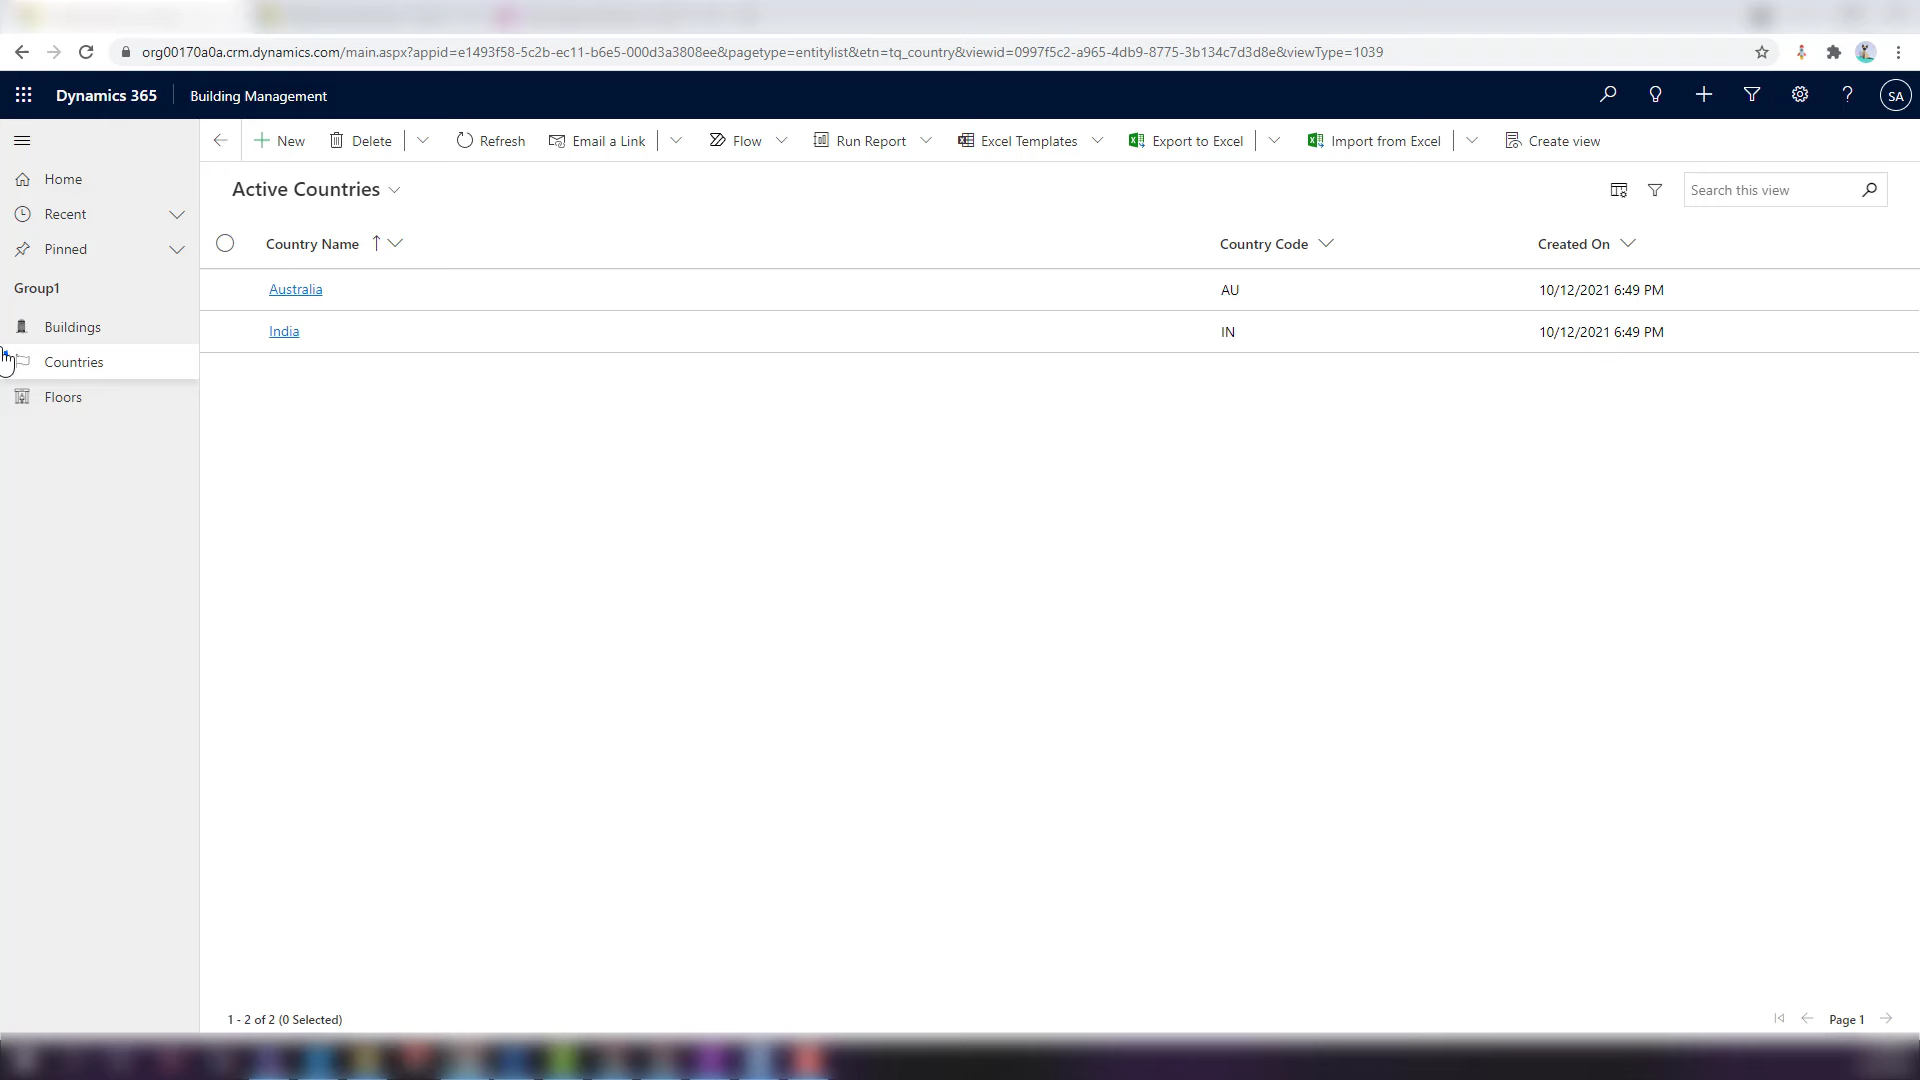 org00170a0a.crm.dynamics.com/main.aspx?appid=e1493f58-5c2b-ec11-b6e5-000d3a3808ee&pagetype=entitylist&etn=tq_country&viewid=0997f5c2-a965-4db9-8775-3b134c7d3d8e&viewType=1039
Dynamics 365 Building Management SA
New Delete Refresh Email a Link Flow Run Report Excel Templates Export to Excel Import from Excel Create view
Home
Recent
Pinned
Group1
Buildings
Countries
Floors
Active Countries Search this view
Country Name Country Code Created On
Australia AU 10/12/2021 6:49 PM
India IN 10/12/2021 6:49 PM
1 - 2 of 2 (0 Selected) Page 1